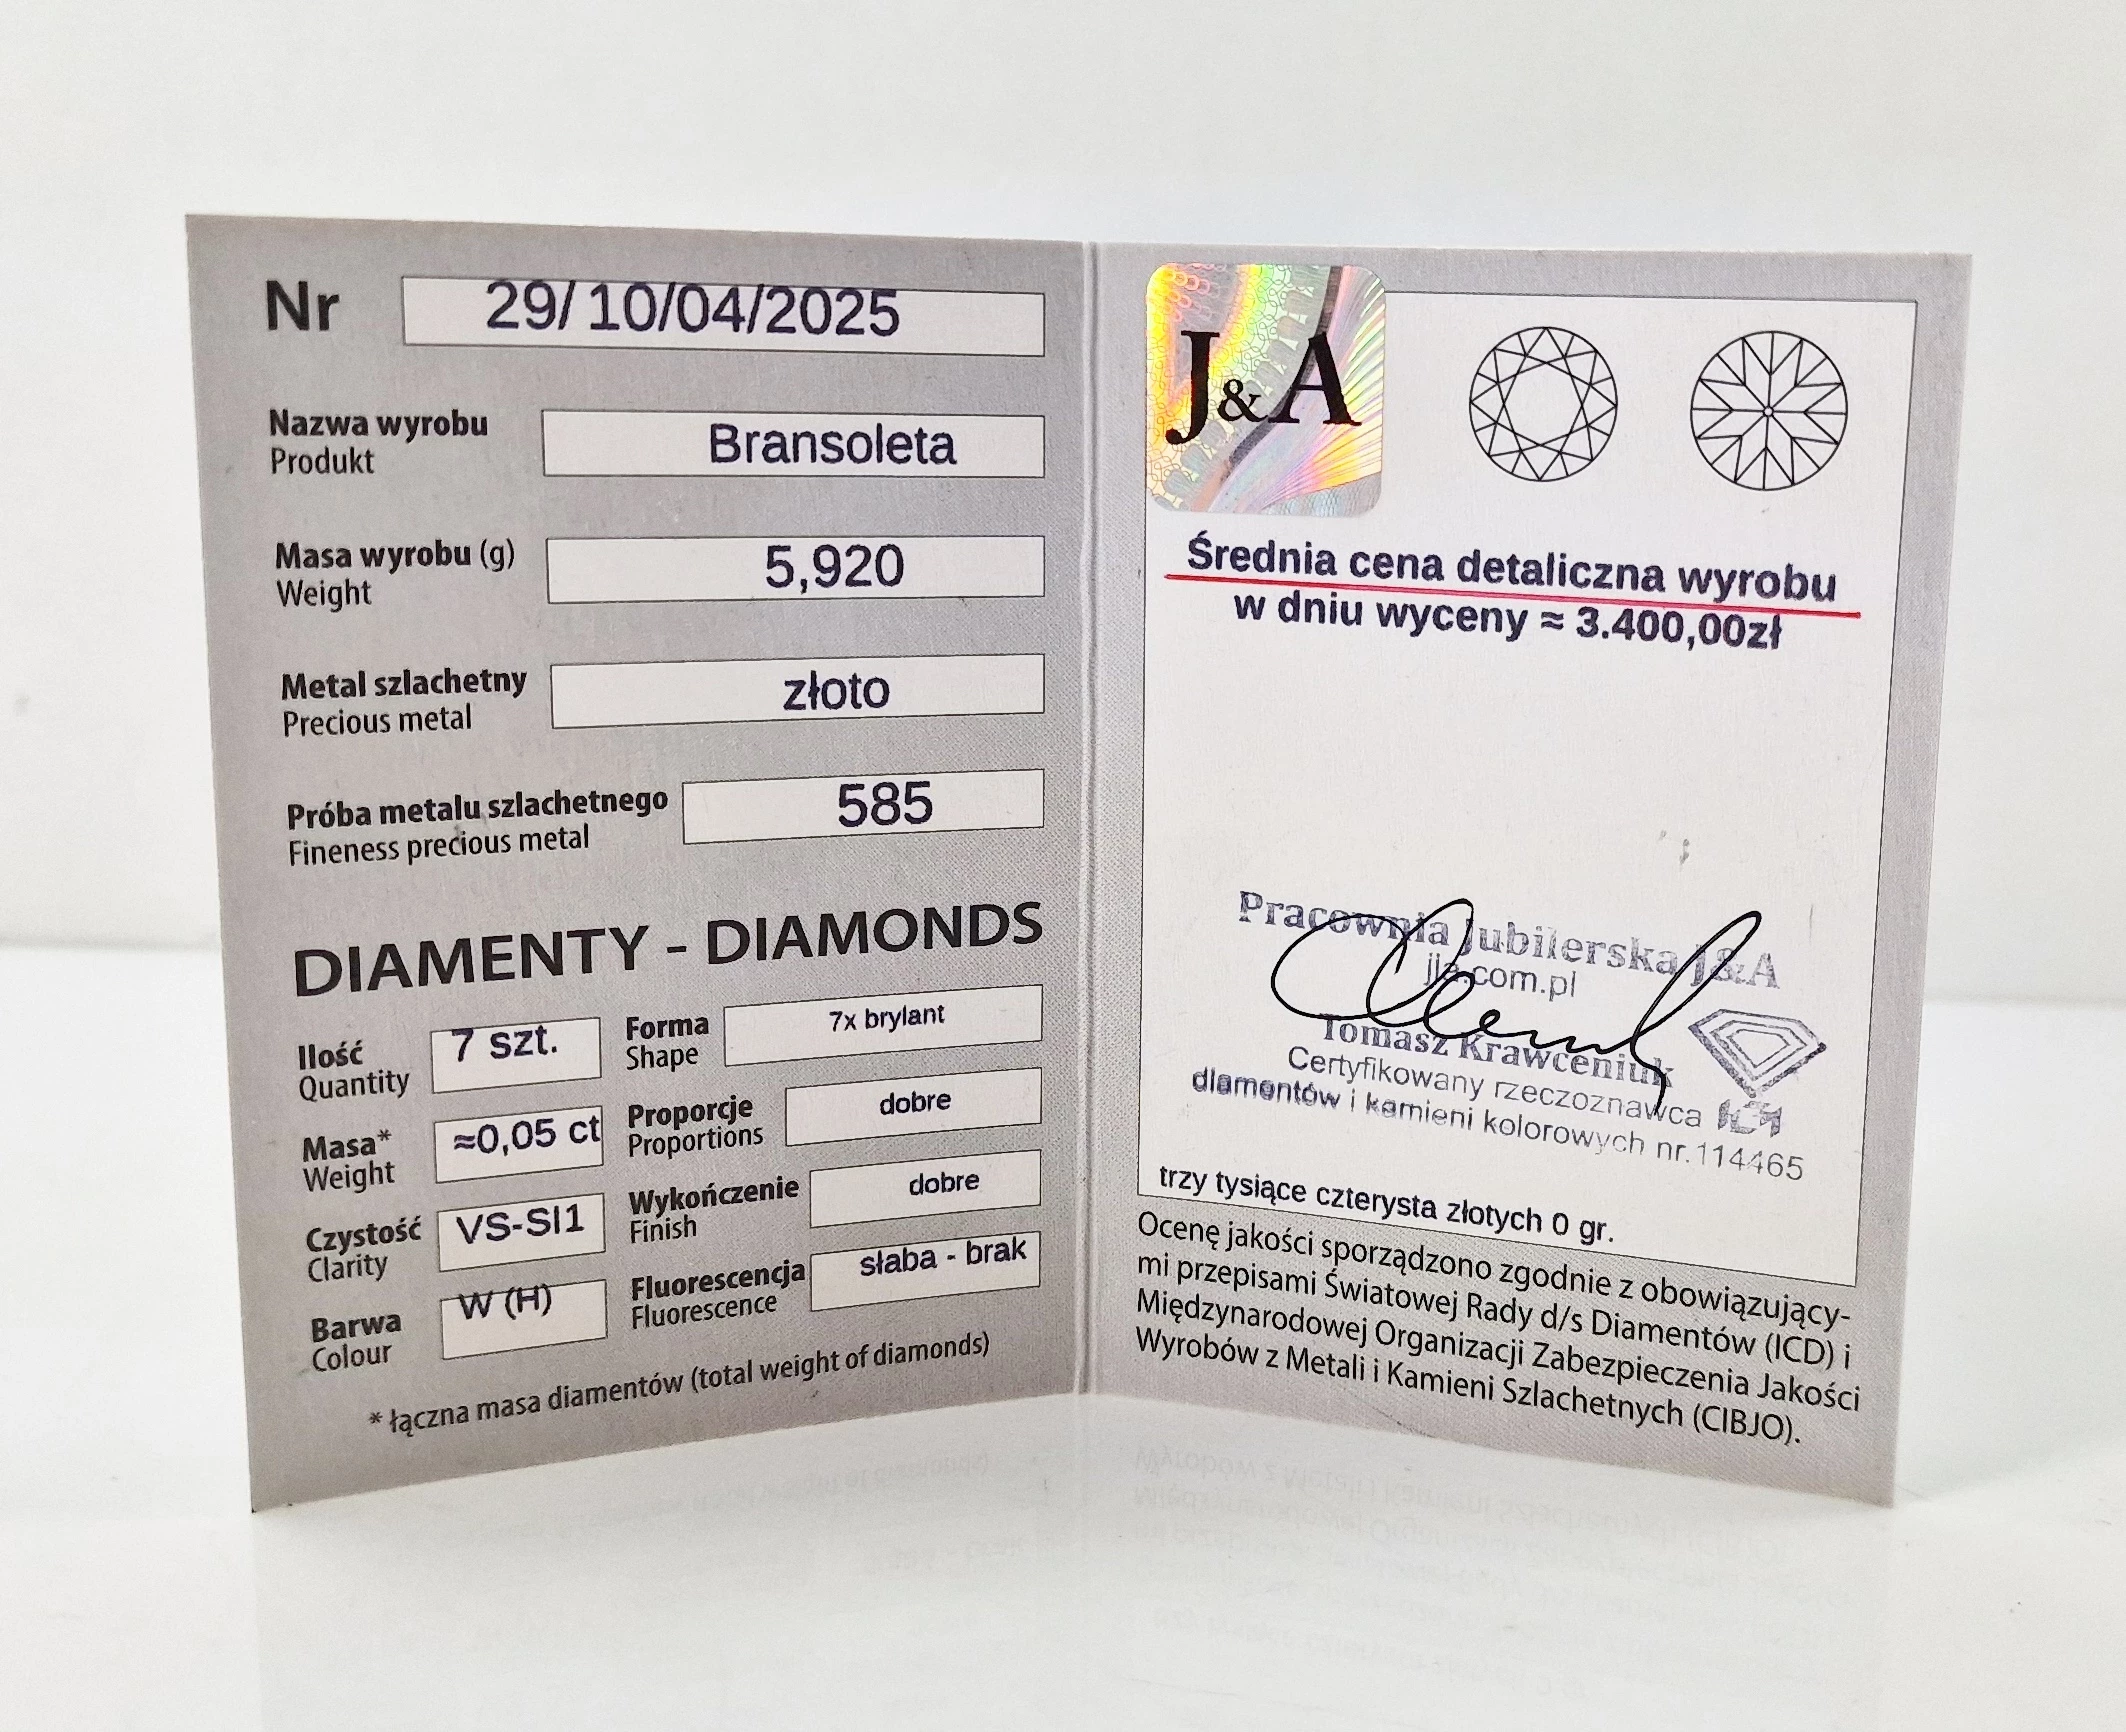 Nr 29/10/04/2025
Nazwa wyrobu Bransoleta
Produkt
Masa wyrobu (g) 5,920
Weight
Metal szlachetny złoto
Precious metal
Próba metalu szlachetnego 585
Fineness precious metal
DIAMENTY - DIAMONDS
Ilość 7 szt.
Quantity
Masa* ≈0,05 ct
Weight
Czystość VS-SI1
Clarity
Barwa W (H)
Colour
Forma 7x brylant
Shape
Proporcje dobre
Proportions
Wykończenie dobre
Finish
Fluorescencja słaba - brak
Fluorescence
* łączna masa diamentów (total weight of diamonds)
J&A
Średnia cena detaliczna wyrobu
w dniu wyceny ≈ 3.400,00zł
Pracownia Jubilerska J&A
jja.com.pl
Tomasz Krawceniuk
Certyfikowany rzeczoznawca
diamentów i kamieni kolorowych nr.114465
trzy tysiące czterysta złotych 0 gr.
Ocenę jakości sporządzono zgodnie z obowiązujący-
mi przepisami Światowej Rady d/s Diamentów (ICD) i
Międzynarodowej Organizacji Zabezpieczenia Jakości
Wyrobów z Metali i Kamieni Szlachetnych (CIBJO).